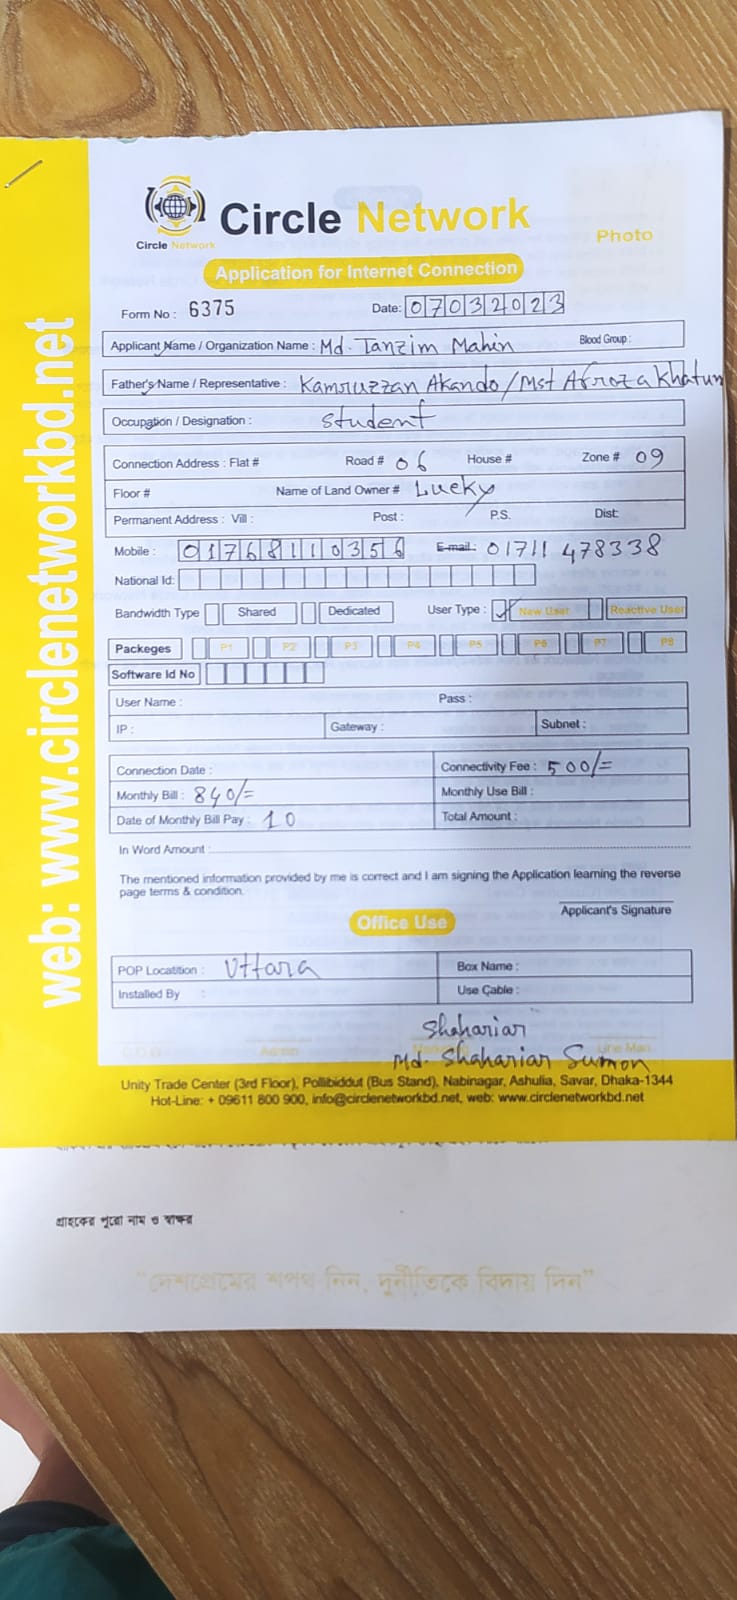 Circle Network
Circle Network
Photo
Application for Internet Connection
Form No : 6375 Date: 07032023
Applicant Name / Organization Name : Md. Tanzim Mahin Blood Group :
Father's Name / Representative : Kamruzzan Akando / Mst Afroza Khatun
Occupation / Designation : student
Connection Address : Flat # Road # 06 House # Zone # 09
Floor # Name of Land Owner # Lucky
Permanent Address : Vill : Post : P.S. Dist:
Mobile : 01768110356 E-mail : 01711 478338
National Id:
Bandwidth Type Shared Dedicated User Type : New User Reactive User
Packeges P1 P2 P3 P4 P5 P6 P7 P8
Software Id No
User Name : Pass :
IP : Gateway : Subnet :
Connection Date : Connectivity Fee : 500/=
Monthly Bill : 840/= Monthly Use Bill :
Date of Monthly Bill Pay : 10 Total Amount :
In Word Amount :
The mentioned information provided by me is correct and I am signing the Application learning the reverse
page terms & condition.
Applicant's Signature
Office Use
POP Locatition : Uttara Box Name :
Installed By : Use Cable :
Shahariar
Admin Line Man
Md. Shahariar Sumon
Unity Trade Center (3rd Floor), Pollibiddut (Bus Stand), Nabinagar, Ashulia, Savar, Dhaka-1344
Hot-Line: + 09611 800 900, info@circlenetworkbd.net, web: www.circlenetworkbd.net
web: www.circlenetworkbd.net
গ্রাহকের পুরো নাম ও স্বাক্ষর
"দেশপ্রেমের শপথ নিন, দুর্নীতিকে বিদায় দিন"